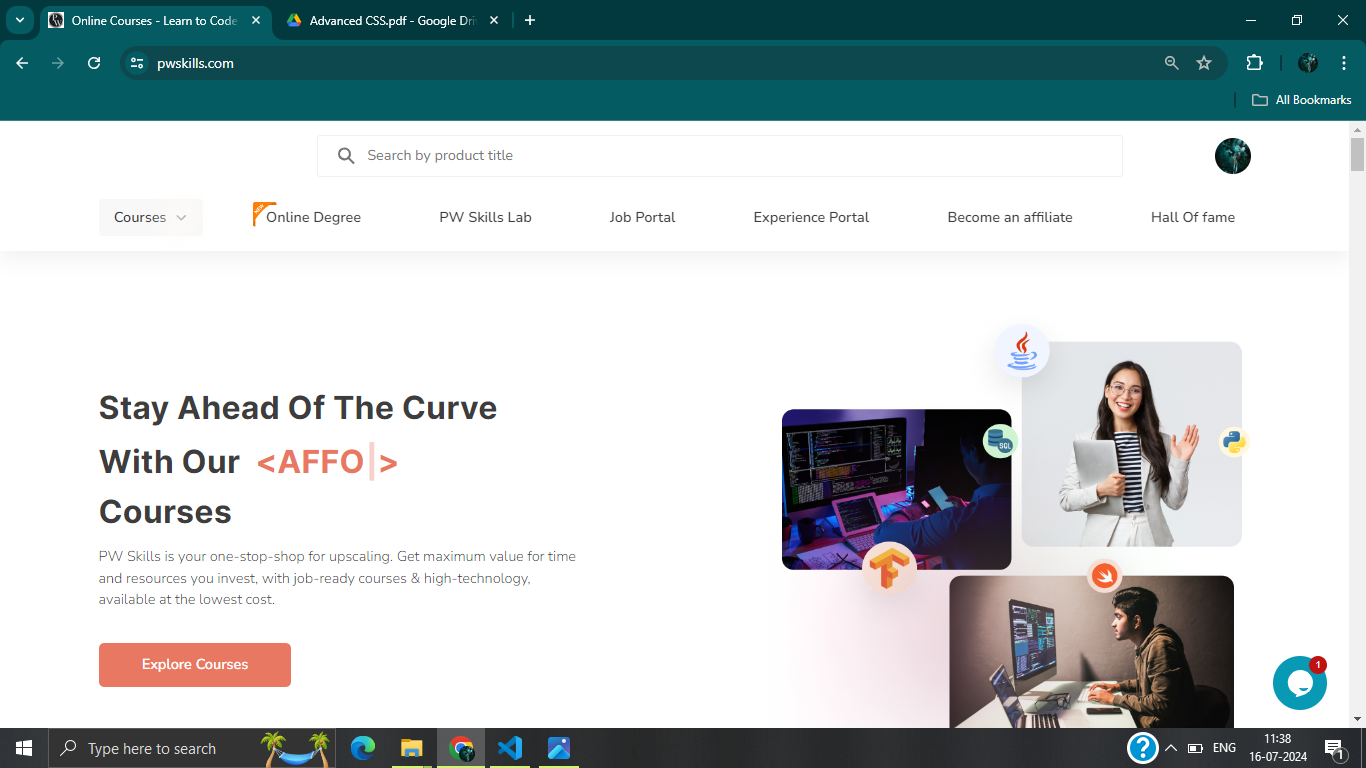 Online Courses - Learn to Code
Advanced CSS.pdf - Google Dri
pwskills.com
All Bookmarks
Search by product title
Courses
Online Degree
PW Skills Lab
Job Portal
Experience Portal
Become an affiliate
Hall Of fame
Stay Ahead Of The Curve
With Our <AFFO|>
Courses
PW Skills is your one-stop-shop for upscaling. Get maximum value for time
and resources you invest, with job-ready courses & high-technology,
available at the lowest cost.
Explore Courses
SQL
1
Type here to search
ENG
11:38
16-07-2024
1